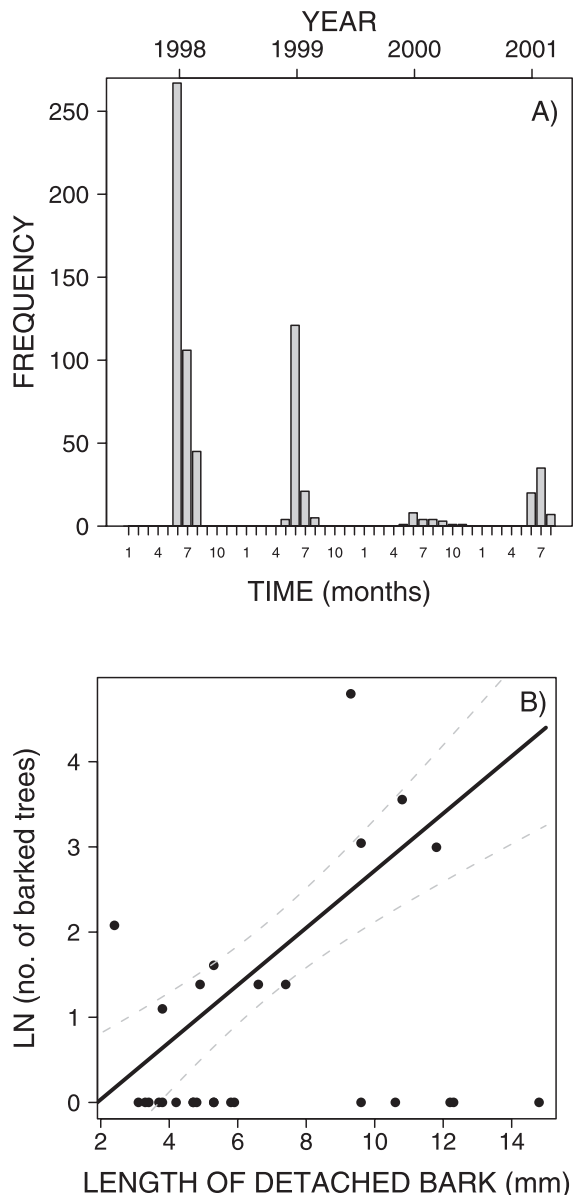 YEAR
1998 1999 2000 2001
A)
250
200
150
100
50
0
FREQUENCY
1 4 7 10 1 4 7 10 1 4 7 10 1 4 7
TIME (months)
B)
4
3
2
1
0
LN (no. of barked trees)
2 4 6 8 10 12 14
LENGTH OF DETACHED BARK (mm)